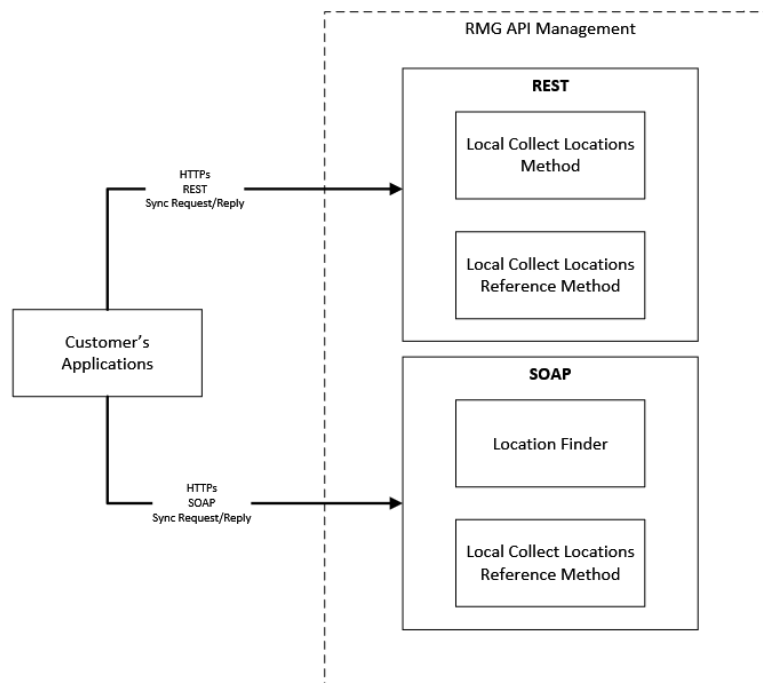 RMG API Management
REST
Local Collect Locations
Method
HTTPs
REST
Sync Request/Reply
Local Collect Locations
Reference Method
Customer's
Applications
SOAP
Location Finder
HTTPs
SOAP
Sync Request/Reply
Local Collect Locations
Reference Method